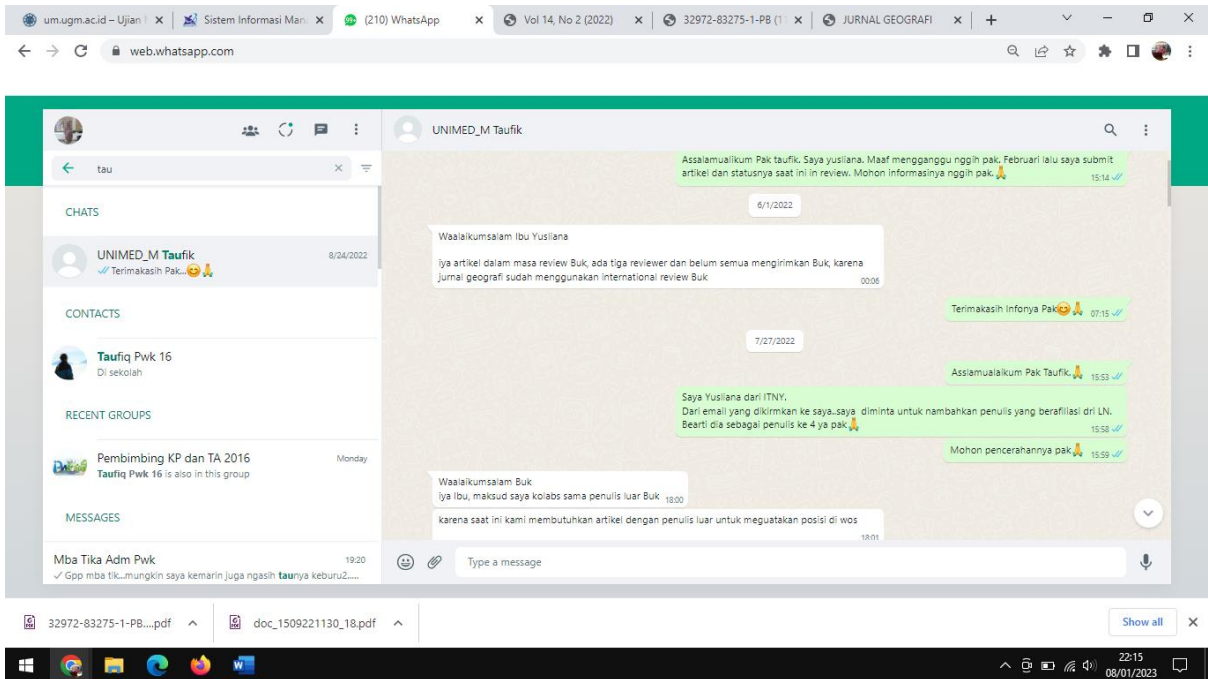 um.ugm.ac.id – Ujian
Sistem Informasi Man
(210) WhatsApp
Vol 14, No 2 (2022)
32972-83275-1-PB (1
JURNAL GEOGRAFI
web.whatsapp.com
tau
CHATS
UNIMED_M Taufik
8/24/2022
Terimakasih Pak...😊🙏
CONTACTS
Taufiq Pwk 16
Di sekolah
RECENT GROUPS
Pembimbing KP dan TA 2016
Monday
Taufiq Pwk 16 is also in this group
MESSAGES
Mba Tika Adm Pwk
19:20
Gpp mba tik...mungkin saya kemarin juga ngasih taunya keburu2.....
UNIMED_M Taufik
Assalamualikum Pak taufik. Saya yusliana. Maaf mengganggu nggih pak. Februari lalu saya submit
artikel dan statusnya saat ini in review. Mohon informasinya nggih pak.🙏
15:14
6/1/2022
Waalaikumsalam Ibu Yusliana
iya artikel dalam masa review Buk, ada tiga reviewer dan belum semua mengirimkan Buk, karena
jurnal geografi sudah menggunakan international review Buk
00:06
Terimakasih Infonya Pak😊🙏 07:15
7/27/2022
Asslamualaikum Pak Taufik.🙏 15:53
Saya Yusliana dari ITNY.
Dari email yang dikirmkan ke saya..saya diminta untuk nambahkan penulis yang berafiliasi dri LN.
Bearti dia sebagai penulis ke 4 ya pak🙏
15:58
Mohon pencerahannya pak🙏 15:59
Waalaikumsalam Buk
iya Ibu, maksud saya kolabs sama penulis luar Buk 18:00
karena saat ini kami membutuhkan artikel dengan penulis luar untuk meguatakan posisi di wos
18:01
Type a message
32972-83275-1-PB....pdf
doc_1509221130_18.pdf
Show all
22:15
08/01/2023